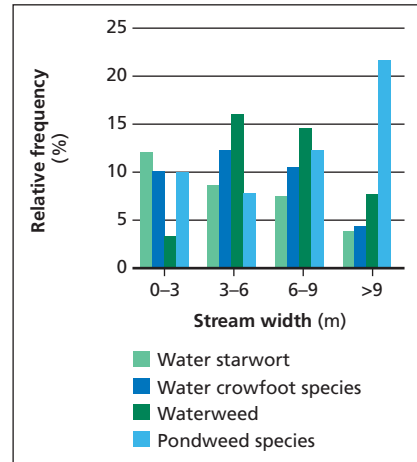 Relative frequency
(%)
25
20
15
10
5
0
0–3 3–6 6–9 >9
Stream width (m)
Water starwort
Water crowfoot species
Waterweed
Pondweed species